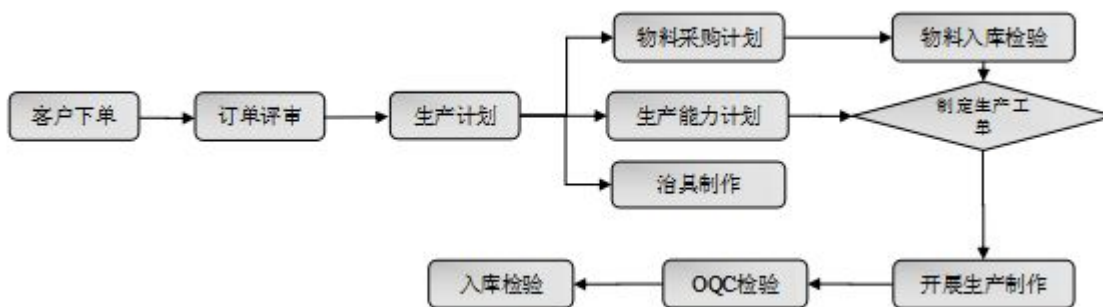 物料采购计划
物料入库检验
客户下单
订单评审
生产计划
生产能力计划
制定生产工
单
治具制作
入库检验
OQC检验
开展生产制作